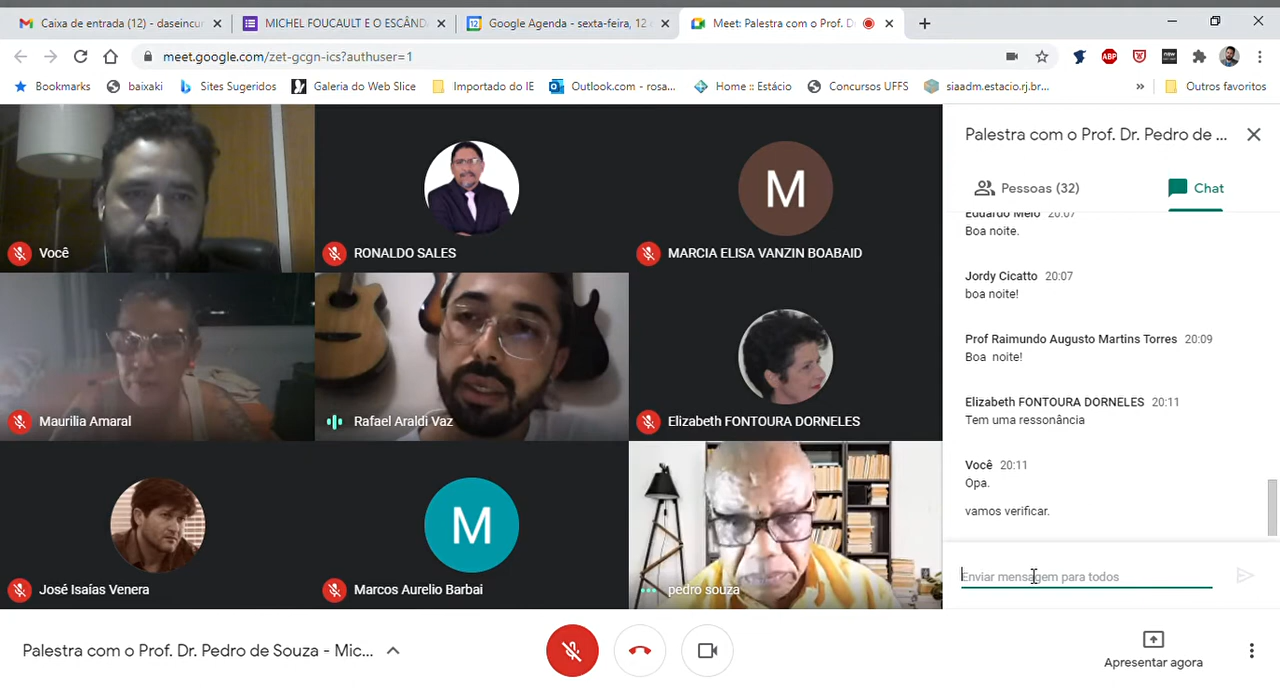 Caixa de entrada (12) - daseincu
MICHEL FOUCAULT E O ESCÂND
Google Agenda - sexta-feira, 12
Meet: Palestra com o Prof. D
meet.google.com/zet-gcgn-ics?authuser=1
ABP
Bookmarks
baixaki
Sites Sugeridos
Galeria do Web Slice
Importado do IE
Outlook.com - rosa...
Home :: Estácio
Concursos UFFS
siaadm.estacio.rj.br...
»
Outros favoritos
Você
RONALDO SALES
M
MARCIA ELISA VANZIN BOABAID
Maurilia Amaral
Rafael Araldi Vaz
Elizabeth FONTOURA DORNELES
José Isaías Venera
M
Marcos Aurelio Barbai
pedro souza
Palestra com o Prof. Dr. Pedro de ...
Pessoas (32)
Chat
Eduardo Melo 20:07
Boa noite.
Jordy Cicatto 20:07
boa noite!
Prof Raimundo Augusto Martins Torres 20:09
Boa noite!
Elizabeth FONTOURA DORNELES 20:11
Tem uma ressonância
Você 20:11
Opa.
vamos verificar.
Enviar mensagem para todos
Palestra com o Prof. Dr. Pedro de Souza - Mic...
Apresentar agora